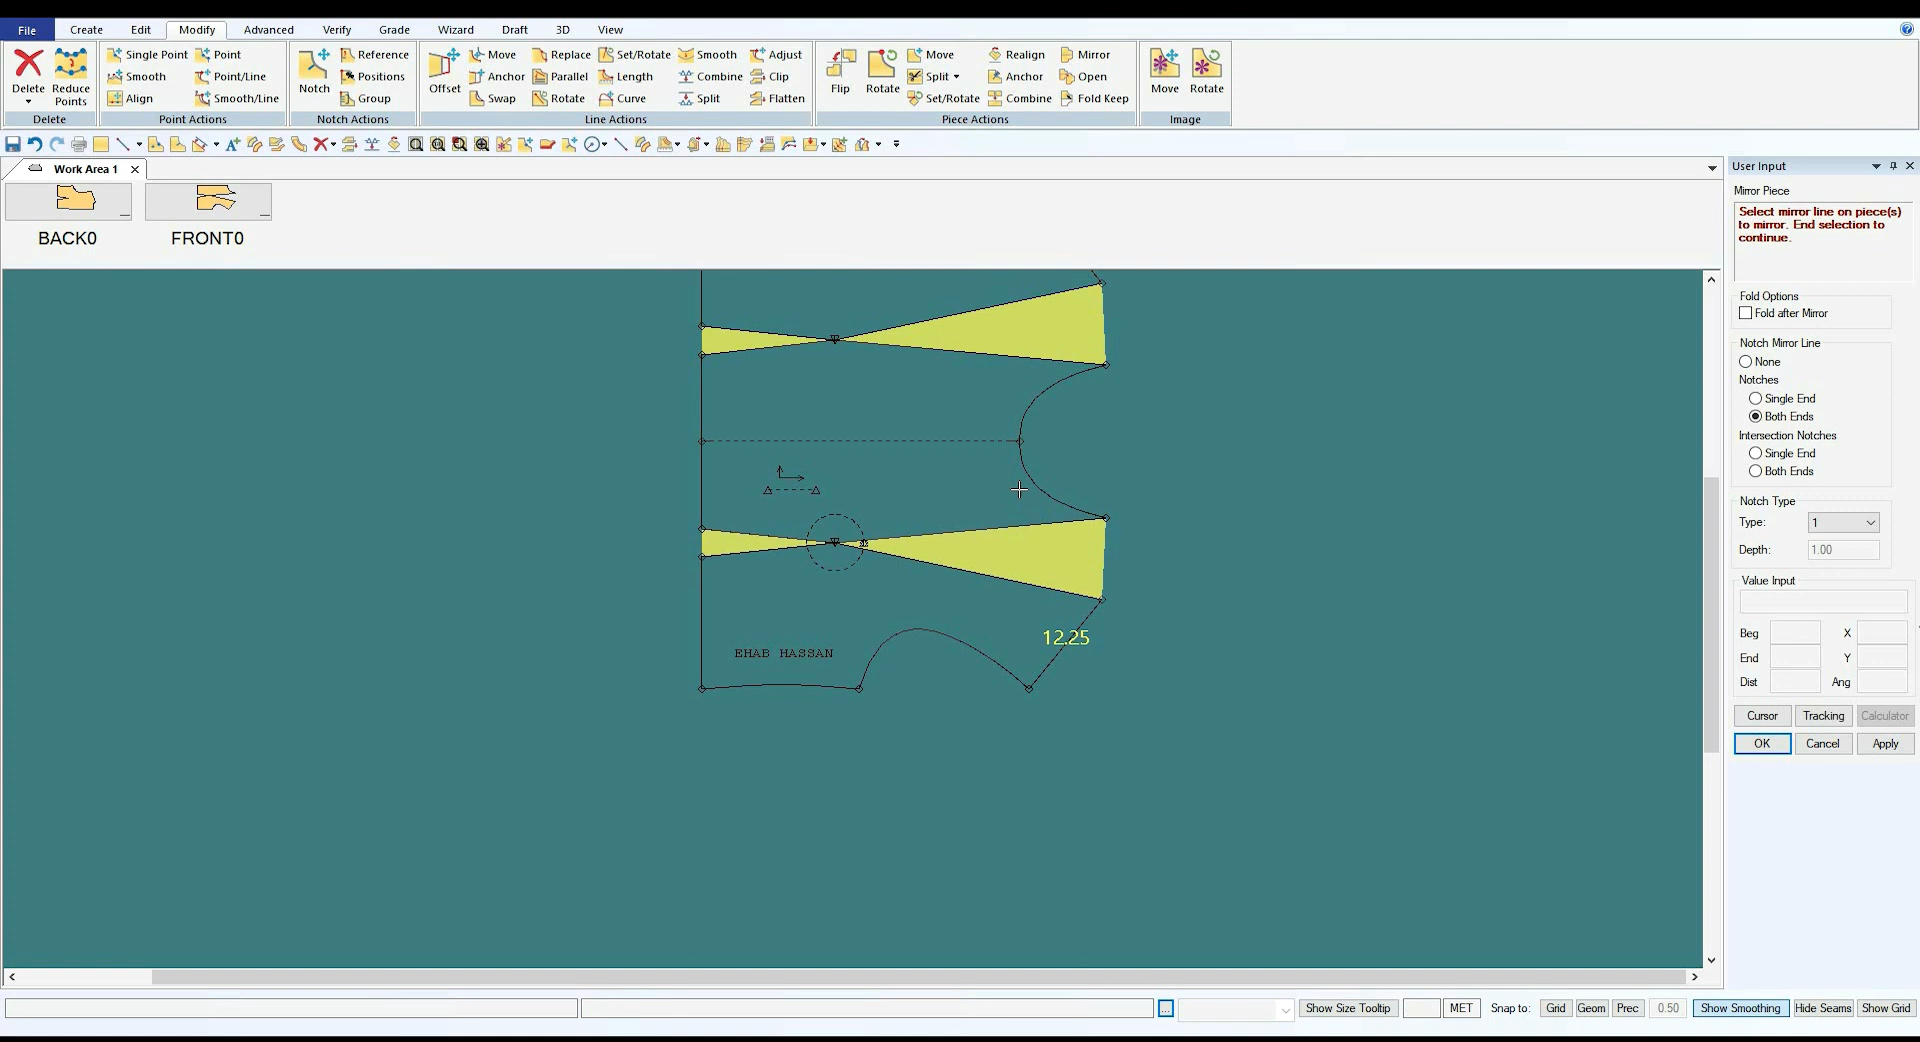 File Create Edit Modify Advanced Verify Grade Wizard Draft 3D View
Single Point Point Reference Move Replace Set/Rotate Smooth Adjust Move Realign Mirror
Delete Reduce Points Smooth Point/Line Notch Positions Offset Anchor Parallel Length Combine Clip Flip Rotate Split Anchor Open Move Rotate
Align Smooth/Line Group Swap Rotate Curve Split Flatten Set/Rotate Combine Fold Keep
Delete Point Actions Notch Actions Line Actions Piece Actions Image
Work Area 1
User Input
Mirror Piece
Select mirror line on piece(s)
to mirror. End selection to
continue.
BACK0 FRONT0
Fold Options
Fold after Mirror
Notch Mirror Line
None
Notches
Single End
Both Ends
Intersection Notches
Single End
Both Ends
Notch Type
Type: 1
Depth: 1.00
Value Input
Beg X
End Y
Dist Ang
Cursor Tracking Calculator
OK Cancel Apply
12.25
EHAB HASSAN
... Show Size Tooltip MET Snap to: Grid Geom Prec 0.50 Show Smoothing Hide Seams Show Grid